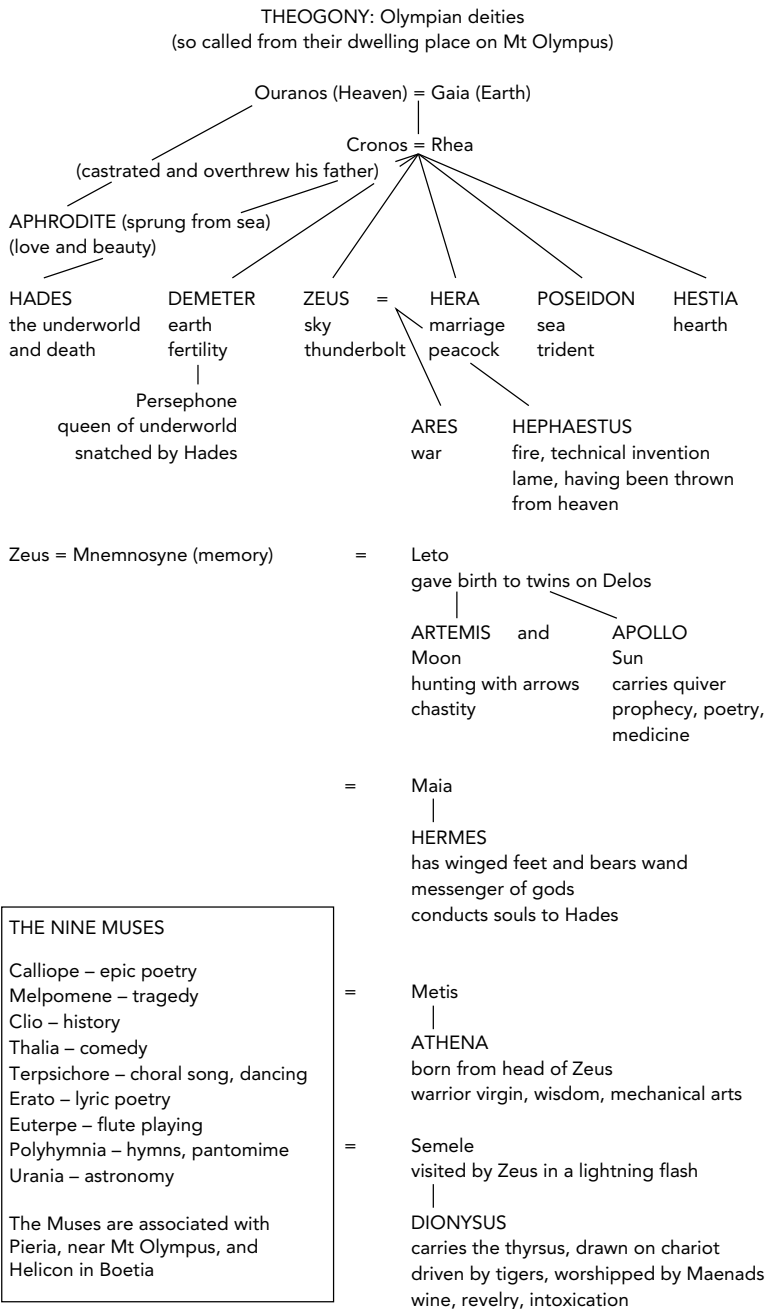 THEOGONY: Olympian deities
(so called from their dwelling place on Mt Olympus)
Ouranos (Heaven) = Gaia (Earth)
Cronos = Rhea
(castrated and overthrew his father)
APHRODITE (sprung from sea)
(love and beauty)
HADES
the underworld
and death
DEMETER
earth
fertility
ZEUS =
sky
thunderbolt
HERA
marriage
peacock
POSEIDON
sea
trident
HESTIA
hearth
Persephone
queen of underworld
snatched by Hades
ARES
war
HEPHAESTUS
fire, technical invention
lame, having been thrown
from heaven
Zeus = Mnemnosyne (memory)
= Leto
gave birth to twins on Delos
ARTEMIS and
Moon
hunting with arrows
chastity
APOLLO
Sun
carries quiver
prophecy, poetry,
medicine
= Maia
HERMES
has winged feet and bears wand
messenger of gods
conducts souls to Hades
THE NINE MUSES
Calliope – epic poetry
Melpomene – tragedy
Clio – history
Thalia – comedy
Terpsichore – choral song, dancing
Erato – lyric poetry
Euterpe – flute playing
Polyhymnia – hymns, pantomime
Urania – astronomy
The Muses are associated with
Pieria, near Mt Olympus, and
Helicon in Boetia
= Metis
ATHENA
born from head of Zeus
warrior virgin, wisdom, mechanical arts
= Semele
visited by Zeus in a lightning flash
DIONYSUS
carries the thyrsus, drawn on chariot
driven by tigers, worshipped by Maenads
wine, revelry, intoxication